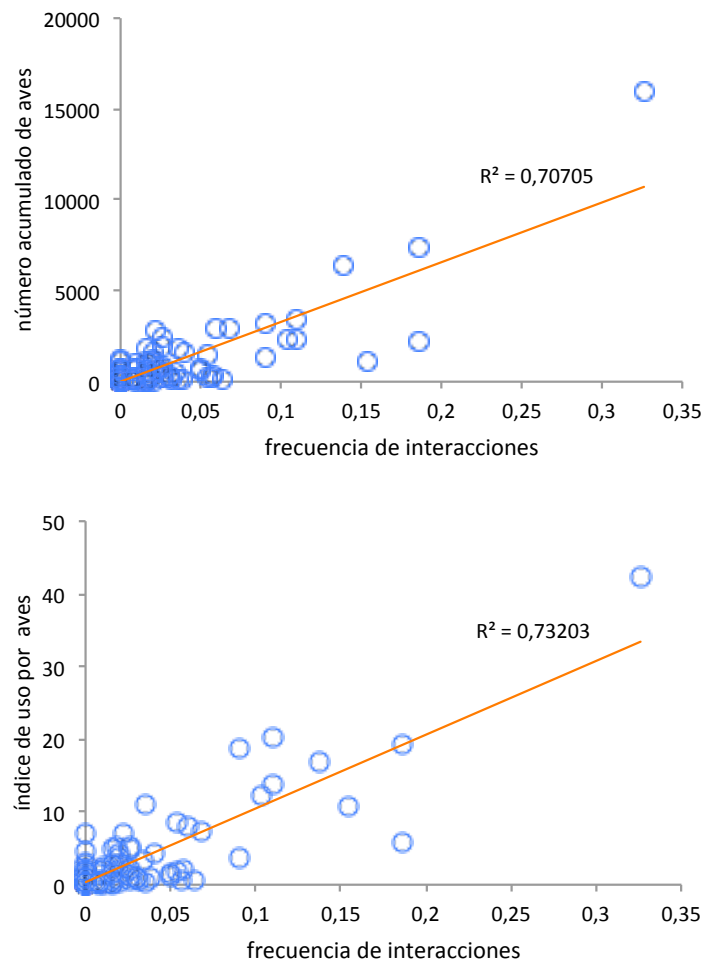 20000
15000
10000
5000
0
número acumulado de aves
R² = 0,70705
0 0,05 0,1 0,15 0,2 0,25 0,3 0,35
frecuencia de interacciones
50
40
30
20
10
0
índice de uso por aves
R² = 0,73203
0 0,05 0,1 0,15 0,2 0,25 0,3 0,35
frecuencia de interacciones